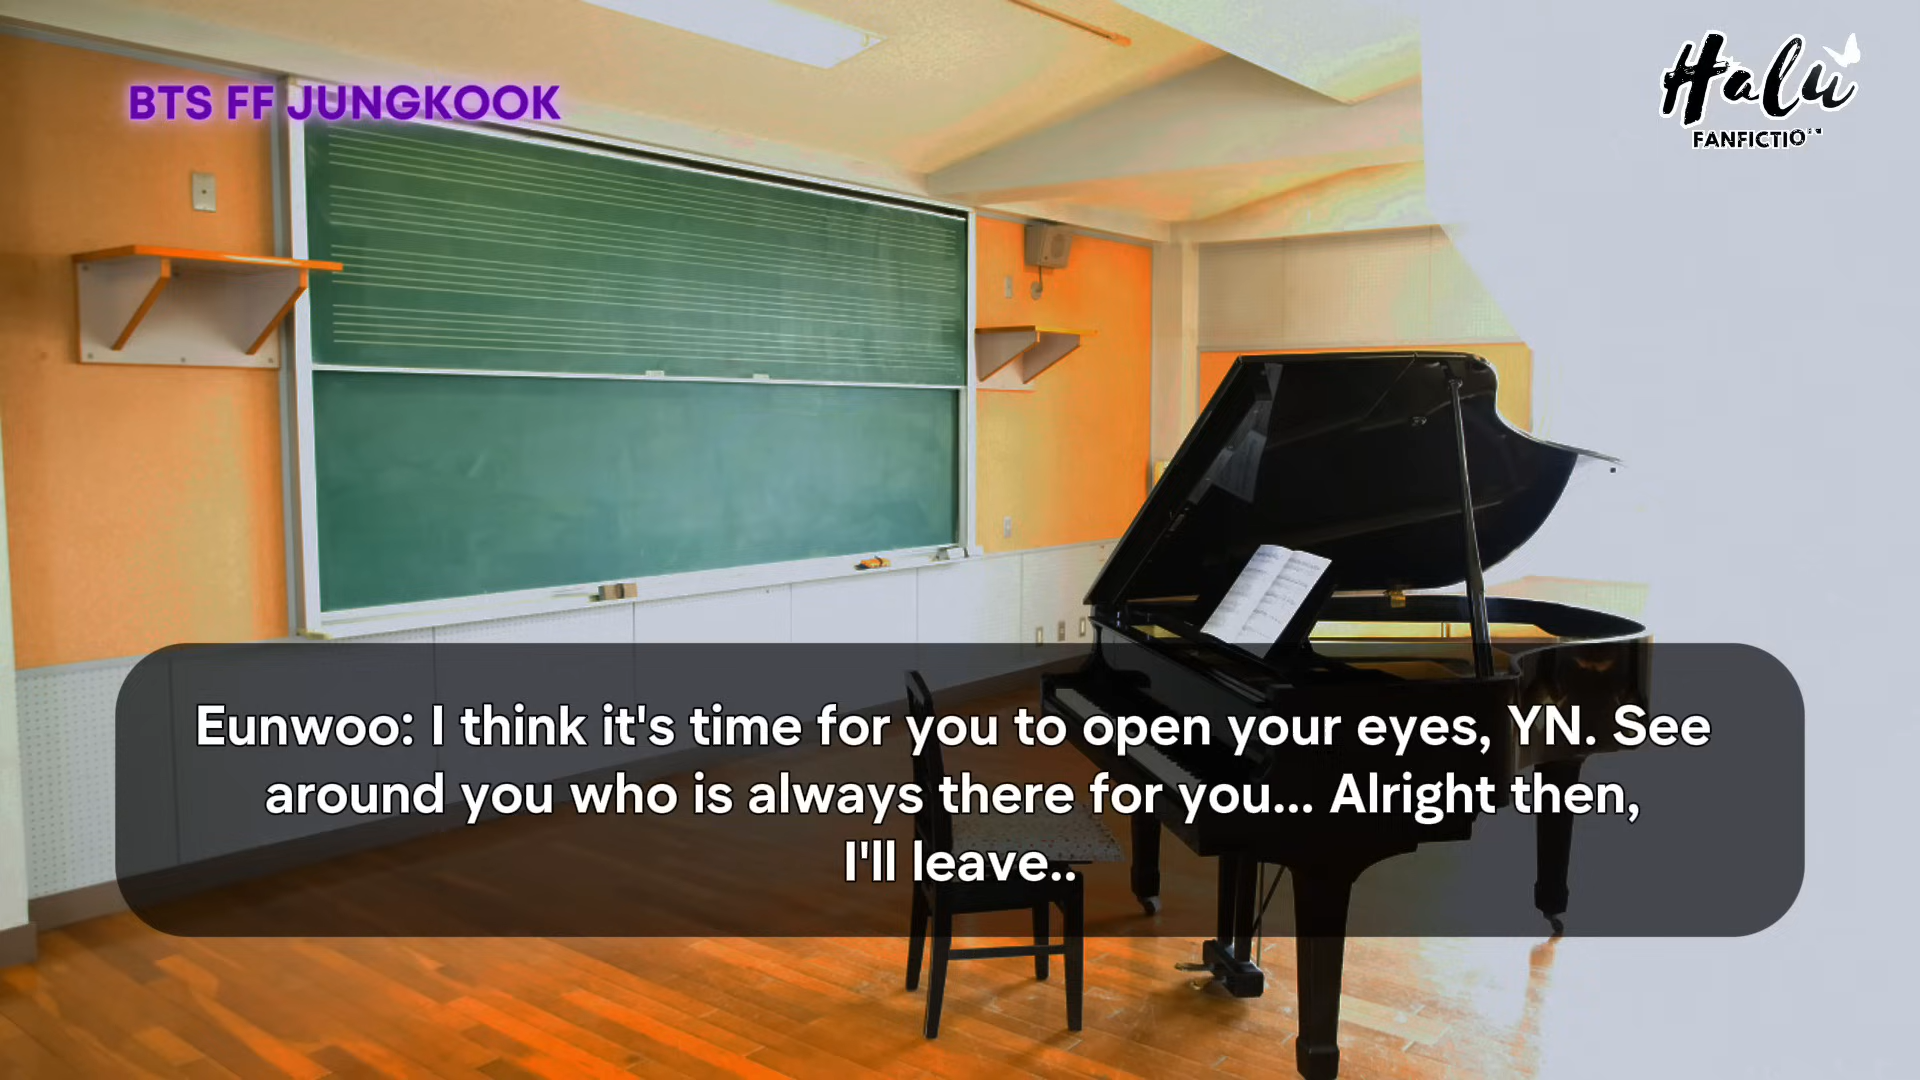 BTS FF JUNGKOOK
Halu
FANFICTIO
Eunwoo: I think it's time for you to open your eyes, YN. See
around you who is always there for you... Alright then,
I'll leave..